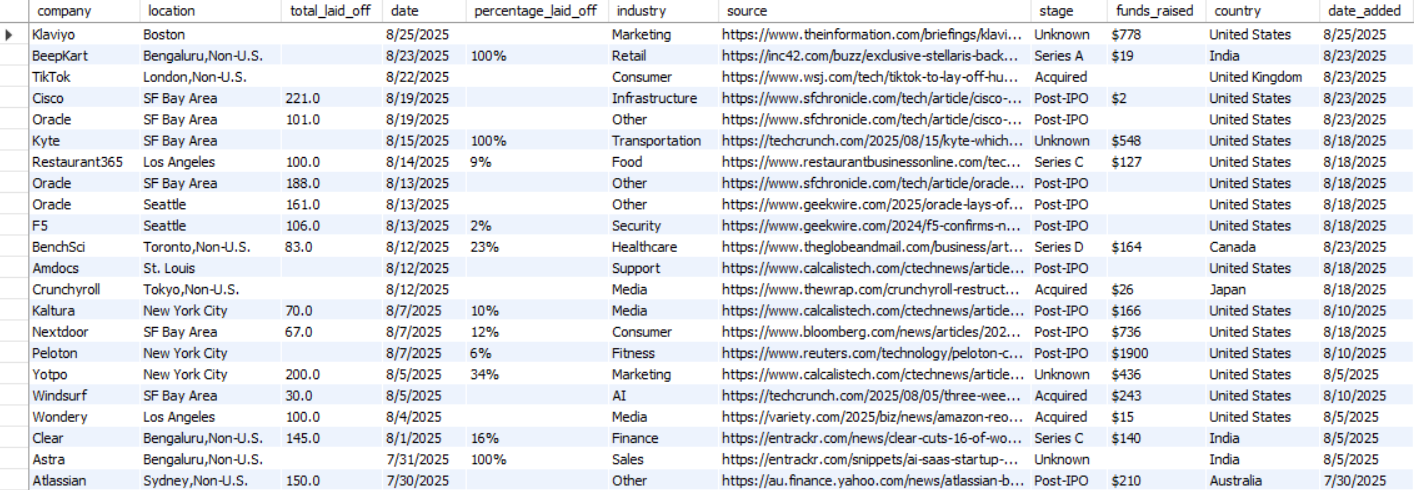 company location total_laid_off date percentage_laid_off industry source stage funds_raised country date_added
Klaviyo Boston 8/25/2025 Marketing https://www.theinformation.com/briefings/klavi... Unknown $778 United States 8/25/2025
BeepKart Bengaluru,Non-U.S. 8/23/2025 100% Retail https://inc42.com/buzz/exclusive-stellaris-back... Series A $19 India 8/23/2025
TikTok London,Non-U.S. 8/22/2025 Consumer https://www.wsj.com/tech/tiktok-to-lay-off-hu... Acquired United Kingdom 8/23/2025
Cisco SF Bay Area 221.0 8/19/2025 Infrastructure https://www.sfchronicle.com/tech/article/cisco-... Post-IPO $2 United States 8/23/2025
Oracle SF Bay Area 101.0 8/19/2025 Other https://www.sfchronicle.com/tech/article/cisco-... Post-IPO United States 8/23/2025
Kyte SF Bay Area 8/15/2025 100% Transportation https://techcrunch.com/2025/08/15/kyte-which... Unknown $548 United States 8/18/2025
Restaurant365 Los Angeles 100.0 8/14/2025 9% Food https://www.restaurantbusinessonline.com/tec... Series C $127 United States 8/18/2025
Oracle SF Bay Area 188.0 8/13/2025 Other https://www.sfchronicle.com/tech/article/oracle... Post-IPO United States 8/18/2025
Oracle Seattle 161.0 8/13/2025 Other https://www.geekwire.com/2025/oracle-lays-of... Post-IPO United States 8/18/2025
F5 Seattle 106.0 8/13/2025 2% Security https://www.geekwire.com/2024/f5-confirms-n... Post-IPO United States 8/18/2025
BenchSci Toronto,Non-U.S. 83.0 8/12/2025 23% Healthcare https://www.theglobeandmail.com/business/art... Series D $164 Canada 8/23/2025
Amdocs St. Louis 8/12/2025 Support https://www.calcalistech.com/ctechnews/article... Post-IPO United States 8/18/2025
Crunchyroll Tokyo,Non-U.S. 8/12/2025 Media https://www.thewrap.com/crunchyroll-restruct... Acquired $26 Japan 8/18/2025
Kaltura New York City 70.0 8/7/2025 10% Media https://www.calcalistech.com/ctechnews/article... Post-IPO $166 United States 8/10/2025
Nextdoor SF Bay Area 67.0 8/7/2025 12% Consumer https://www.bloomberg.com/news/articles/202... Post-IPO $736 United States 8/18/2025
Peloton New York City 8/7/2025 6% Fitness https://www.reuters.com/technology/peloton-c... Post-IPO $1900 United States 8/10/2025
Yotpo New York City 200.0 8/5/2025 34% Marketing https://www.calcalistech.com/ctechnews/article... Unknown $436 United States 8/5/2025
Windsurf SF Bay Area 30.0 8/5/2025 AI https://techcrunch.com/2025/08/05/three-wee... Acquired $243 United States 8/10/2025
Wondery Los Angeles 100.0 8/4/2025 Media https://variety.com/2025/biz/news/amazon-reo... Acquired $15 United States 8/5/2025
Clear Bengaluru,Non-U.S. 145.0 8/1/2025 16% Finance https://entrackr.com/news/clear-cuts-16-of-wo... Series C $140 India 8/5/2025
Astra Bengaluru,Non-U.S. 7/31/2025 100% Sales https://entrackr.com/snippets/ai-saas-startup-... Unknown India 8/5/2025
Atlassian Sydney,Non-U.S. 150.0 7/30/2025 Other https://au.finance.yahoo.com/news/atlassian-b... Post-IPO $210 Australia 7/30/2025